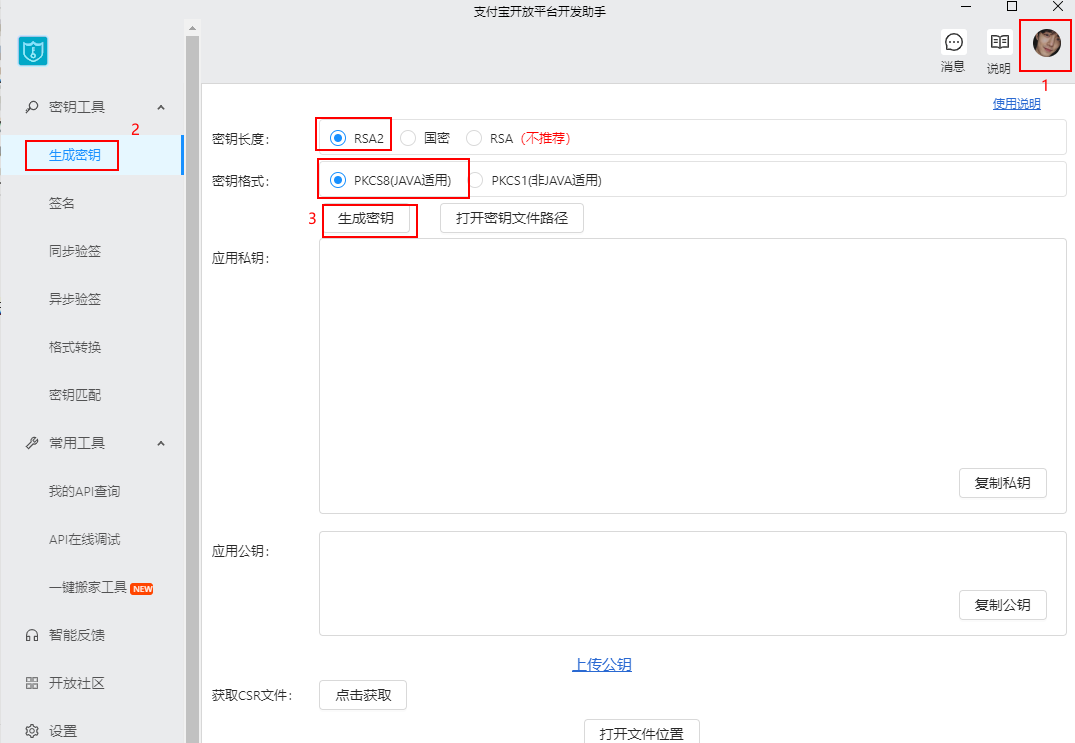 支付宝开放平台开发助手
消息
说明
1
使用说明
密钥工具
2
生成密钥
签名
同步验签
异步验签
格式转换
密钥匹配
常用工具
我的API查询
API在线调试
一键搬家工具 NEW
智能反馈
开放社区
设置
密钥长度: RSA2 国密 RSA (不推荐)
密钥格式: PKCS8(JAVA适用) PKCS1(非JAVA适用)
3 生成密钥 打开密钥文件路径
应用私钥:
复制私钥
应用公钥:
复制公钥
上传公钥
获取CSR文件: 点击获取
打开文件位置